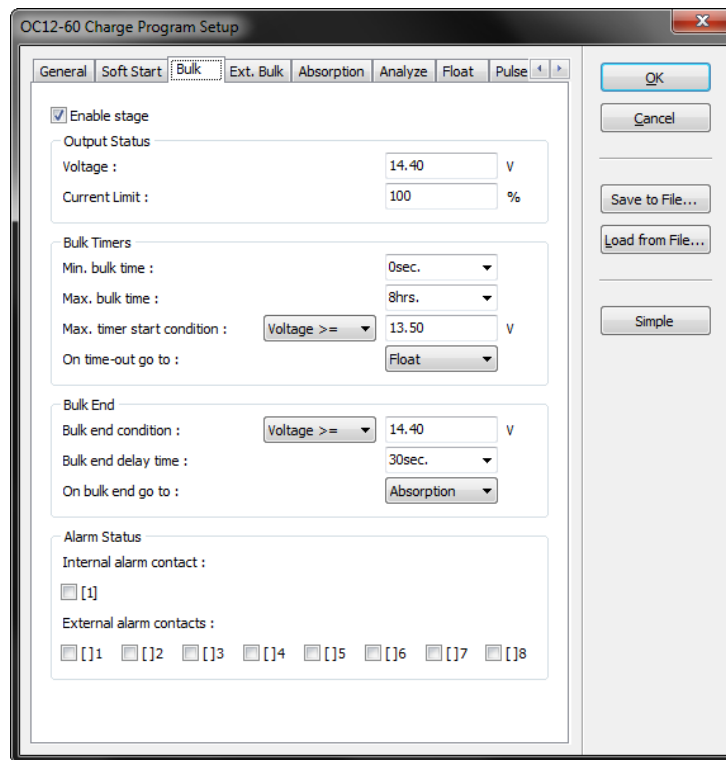 OC12-60 Charge Program Setup
General Soft Start Bulk Ext. Bulk Absorption Analyze Float Pulse
Enable stage
Output Status
Voltage : 14.40 V
Current Limit : 100 %
Bulk Timers
Min. bulk time : 0sec.
Max. bulk time : 8hrs.
Max. timer start condition : Voltage >= 13.50 V
On time-out go to : Float
Bulk End
Bulk end condition : Voltage >= 14.40 V
Bulk end delay time : 30sec.
On bulk end go to : Absorption
Alarm Status
Internal alarm contact :
[1]
External alarm contacts :
[ ]1 [ ]2 [ ]3 [ ]4 [ ]5 [ ]6 [ ]7 [ ]8
OK
Cancel
Save to File...
Load from File...
Simple